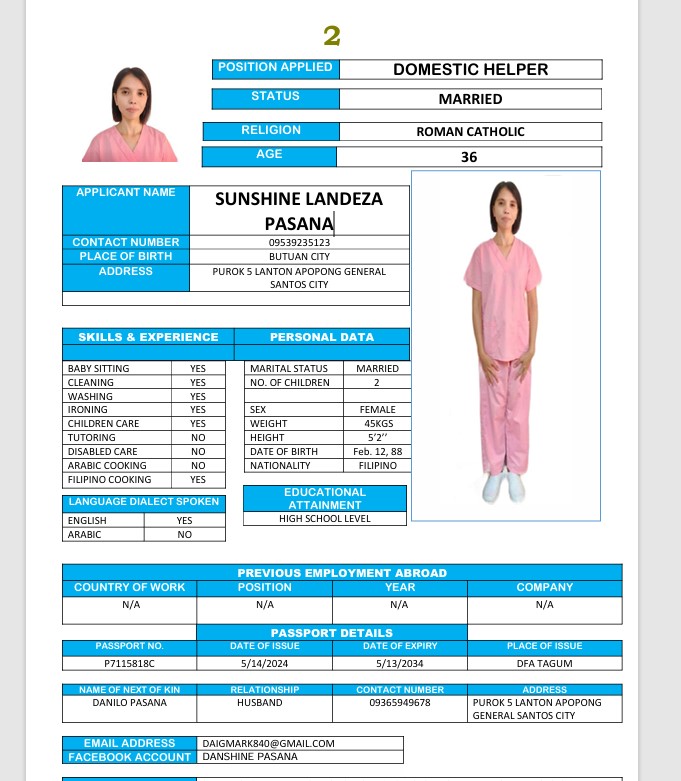 2
POSITION APPLIED DOMESTIC HELPER
STATUS MARRIED
RELIGION ROMAN CATHOLIC
AGE 36
APPLICANT NAME SUNSHINE LANDEZA
PASANA
CONTACT NUMBER 09539235123
PLACE OF BIRTH BUTUAN CITY
ADDRESS PUROK 5 LANTON APOPONG GENERAL
SANTOS CITY
SKILLS & EXPERIENCE PERSONAL DATA
BABY SITTING YES MARITAL STATUS MARRIED
CLEANING YES NO. OF CHILDREN 2
WASHING YES
IRONING YES SEX FEMALE
CHILDREN CARE YES WEIGHT 45KGS
TUTORING NO HEIGHT 5’2’’
DISABLED CARE NO DATE OF BIRTH Feb. 12, 88
ARABIC COOKING NO NATIONALITY FILIPINO
FILIPINO COOKING YES
LANGUAGE DIALECT SPOKEN
ENGLISH YES
ARABIC NO
EDUCATIONAL
ATTAINMENT
HIGH SCHOOL LEVEL
PREVIOUS EMPLOYMENT ABROAD
COUNTRY OF WORK POSITION YEAR COMPANY
N/A N/A N/A N/A
PASSPORT DETAILS
PASSPORT NO. DATE OF ISSUE DATE OF EXPIRY PLACE OF ISSUE
P7115818C 5/14/2024 5/13/2034 DFA TAGUM
NAME OF NEXT OF KIN RELATIONSHIP CONTACT NUMBER ADDRESS
DANILO PASANA HUSBAND 09365949678 PUROK 5 LANTON APOPONG
GENERAL SANTOS CITY
EMAIL ADDRESS DAIGMARK840@GMAIL.COM
FACEBOOK ACCOUNT DANSHINE PASANA